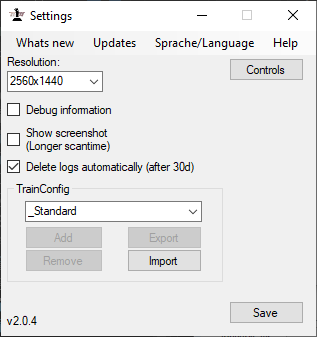 Settings
Whats new Updates Sprache/Language Help
Resolution:
2560x1440
Controls
Debug information
Show screenshot
(Longer scantime)
Delete logs automatically (after 30d)
TrainConfig
_Standard
Add Export
Remove Import
Save
v2.0.4